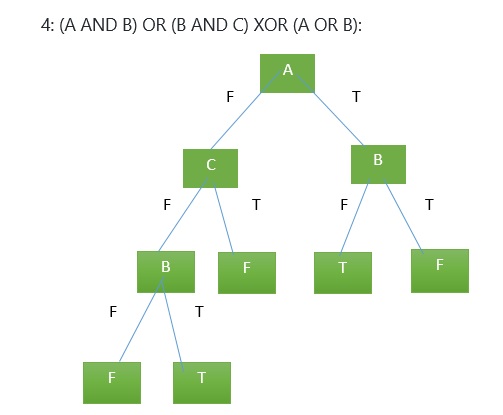 4: (A AND B) OR (B AND C) XOR (A OR B):
A
F T
C B
F T F T
B F T F
F T
F T